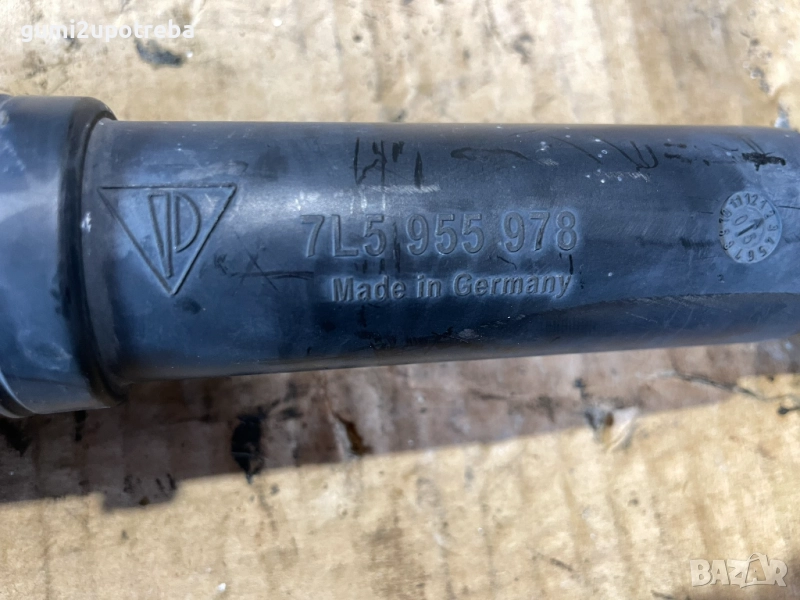 gumi2upotreba
7L5 955 978
Made in Germany
BAZAR